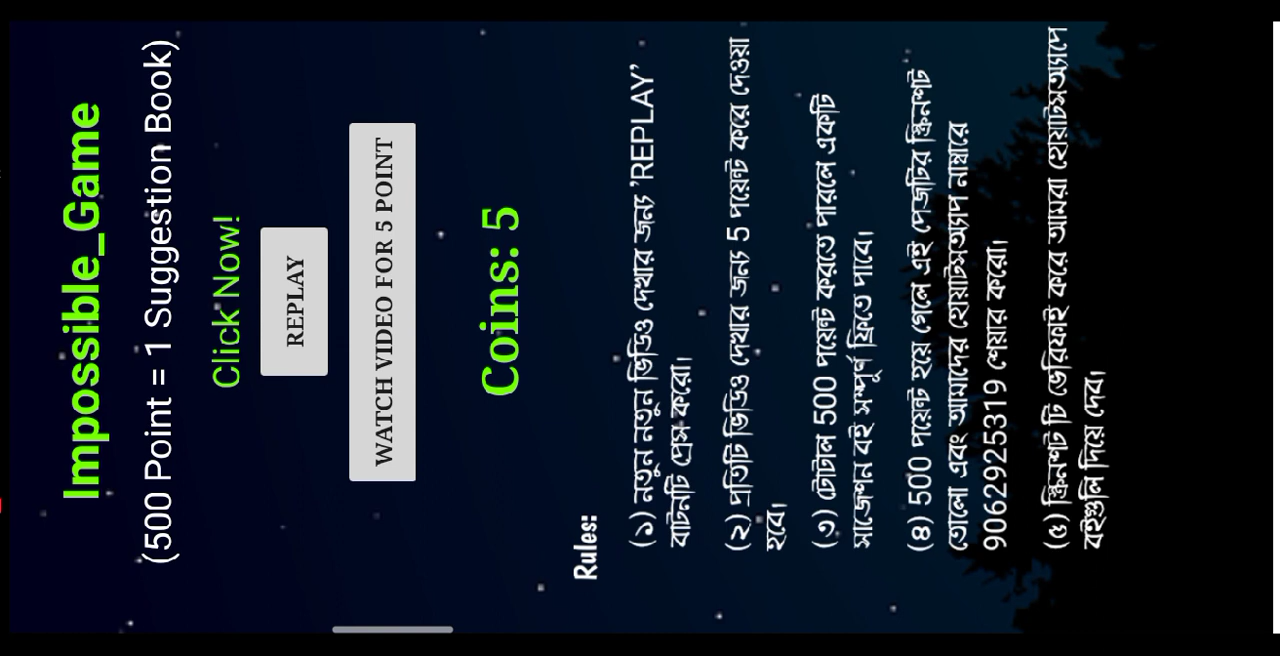 Impossible_Game
(500 Point = 1 Suggestion Book)
Click Now!
REPLAY
WATCH VIDEO FOR 5 POINT
Coins: 5
Rules:
(১) নতুন নতুন ভিডিও দেখার জন্য 'REPLAY'
বাটনটি প্রেস করো।
(২) প্রতিটি ভিডিও দেখার জন্য 5 পয়েন্ট করে দেওয়া
হবে।
(৩) টোটাল 500 পয়েন্ট করতে পারলে একটি
সাজেশন বই সম্পূর্ণ ফ্রিতে পাবে।
(৪) 500 পয়েন্ট হয়ে গেলে এই পেজটির স্ক্রিনশট
তোলো এবং আমাদের হোয়াটসঅ্যাপ নাম্বারে
9062925319 শেয়ার করো।
(৫) স্ক্রিনশট টি ভেরিফাই করে আমরা হোয়াটসঅ্যাপে
বইগুলি দিয়ে দেব।